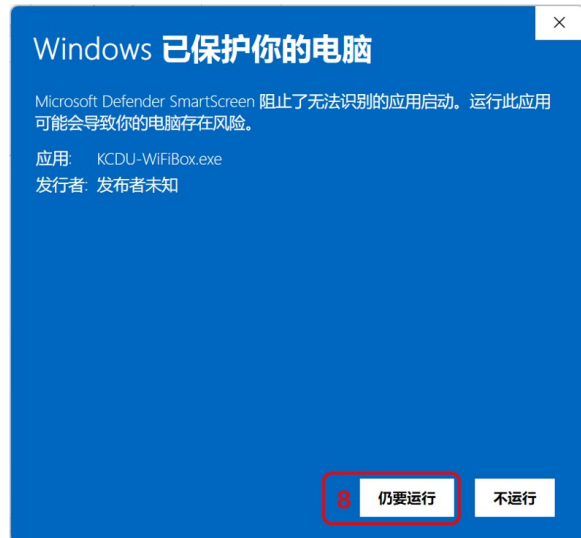 Windows 已保护你的电脑
Microsoft Defender SmartScreen 阻止了无法识别的应用启动。运行此应用
可能会导致你的电脑存在风险。
应用: KCDU-WiFiBox.exe
发行者: 发布者未知
8 仍要运行 不运行